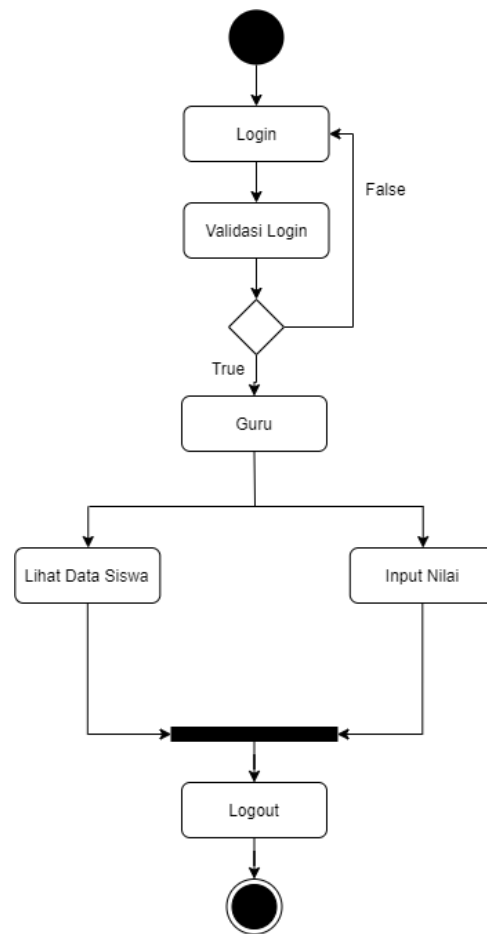 Login
False
Validasi Login
True
Guru
Lihat Data Siswa
Input Nilai
Logout